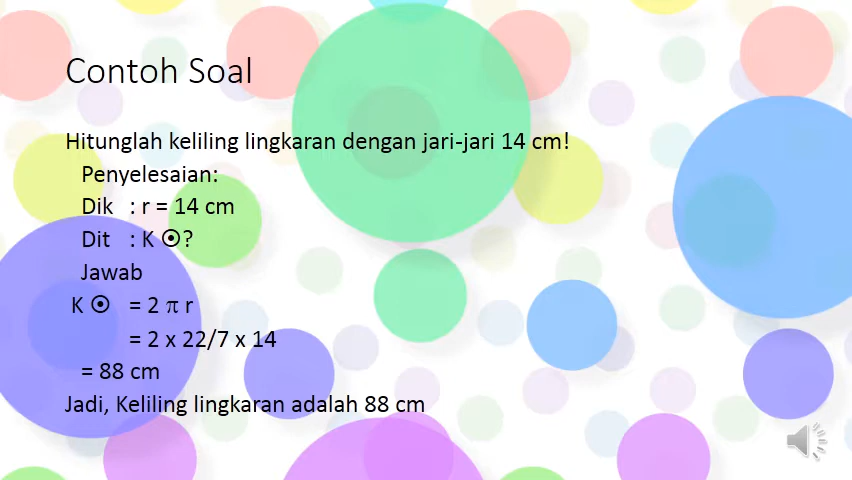 Contoh Soal
Hitunglah keliling lingkaran dengan jari-jari 14 cm!
Penyelesaian:
Dik : r = 14 cm
Dit : K ⊙?
Jawab
K ⊙ = 2 π r
= 2 x 22/7 x 14
= 88 cm
Jadi, Keliling lingkaran adalah 88 cm